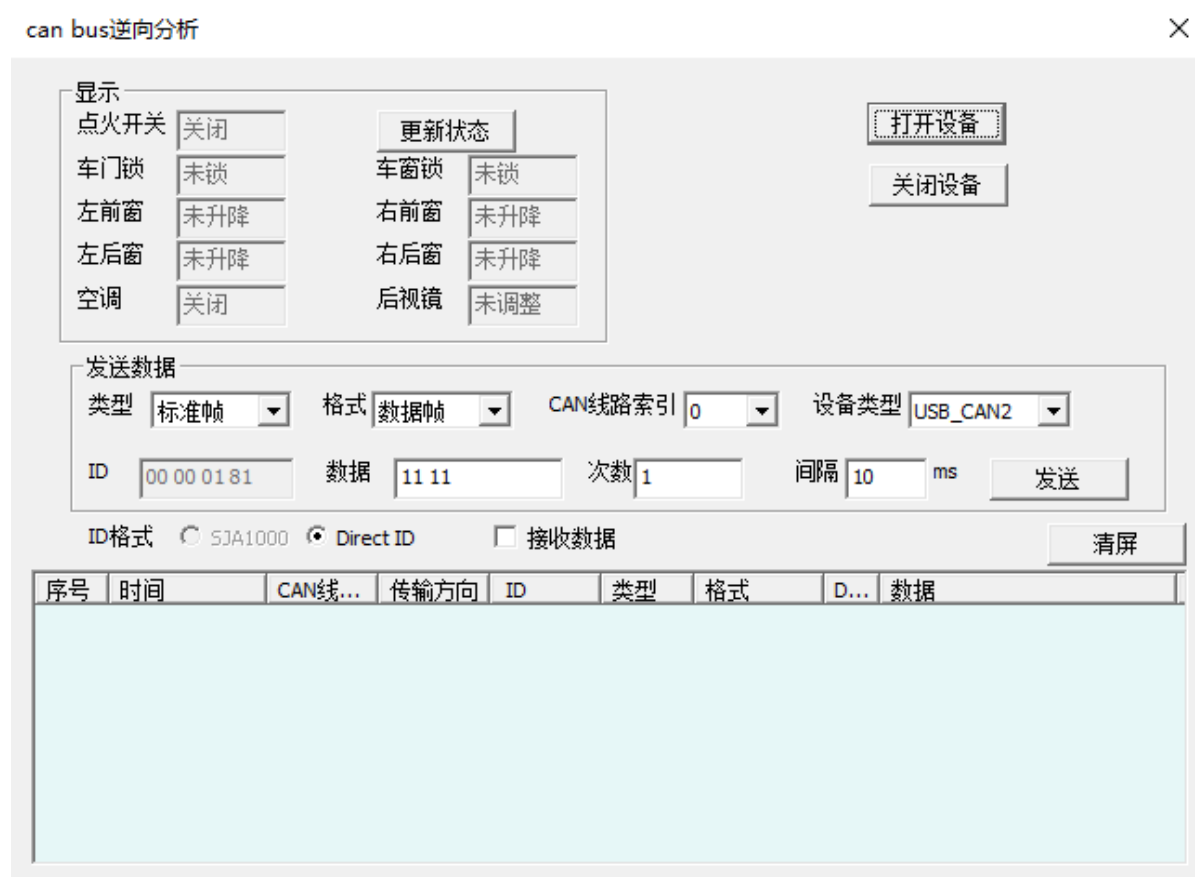 can bus逆向分析
显示
点火开关 关闭 更新状态 打开设备
车门锁 未锁 车窗锁 未锁 关闭设备
左前窗 未升降 右前窗 未升降
左后窗 未升降 右后窗 未升降
空调 关闭 后视镜 未调整
发送数据
类型 标准帧 格式 数据帧 CAN线路索引 0 设备类型 USB_CAN2
ID 00 00 01 81 数据 11 11 次数 1 间隔 10 ms 发送
ID格式 SJA1000 Direct ID 接收数据 清屏
序号 时间 CAN线... 传输方向 ID 类型 格式 D... 数据